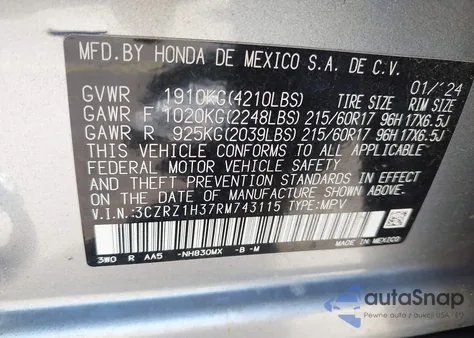 MFD. BY HONDA DE MEXICO S.A. DE C.V.
01/'24
GVWR 1910KG(4210LBS) TIRE SIZE RIM SIZE
GAWR F 1020KG(2248LBS) 215/60R17 96H 17X6.5J
GAWR R 925KG(2039LBS) 215/60R17 96H 17X6.5J
THIS VEHICLE CONFORMS TO ALL APPLICABLE
FEDERAL MOTOR VEHICLE SAFETY
AND THEFT PREVENTION STANDARDS IN EFFECT
ON THE DATE OF MANUFACTURE SHOWN ABOVE.
V.I.N.:3CZRZ1H37RM743115 TYPE:MPV
3W0 R AA5 -NH830MX -B -M
MADE IN MEXICO
autoSnap